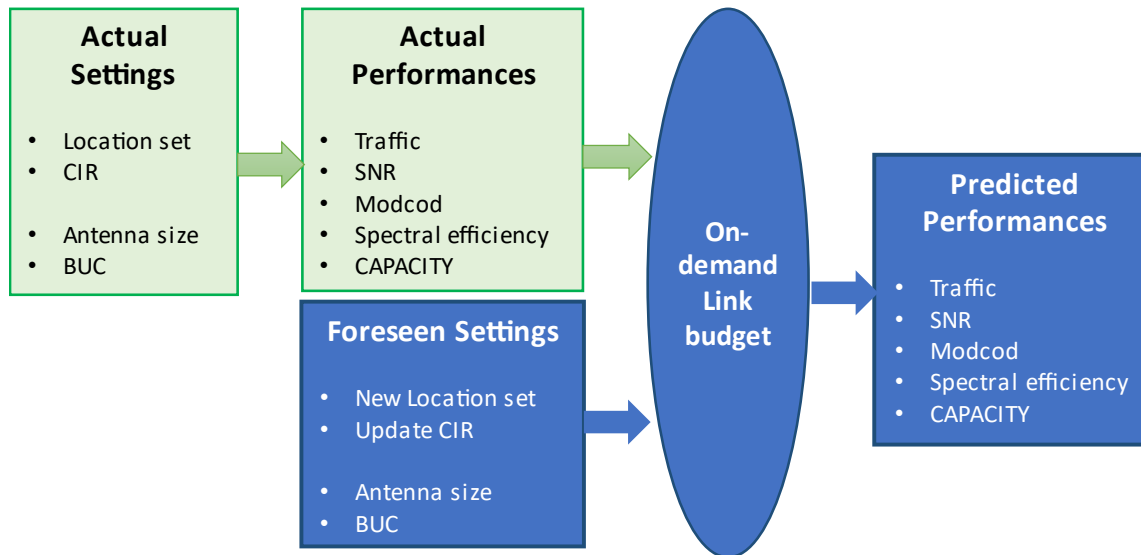 Actual
Settings
• Location set
• CIR
• Antenna size
• BUC
Actual
Performances
• Traffic
• SNR
• Modcod
• Spectral efficiency
• CAPACITY
Foreseen Settings
• New Location set
• Update CIR
• Antenna size
• BUC
On-
demand
Link
budget
Predicted
Performances
• Traffic
• SNR
• Modcod
• Spectral efficiency
• CAPACITY